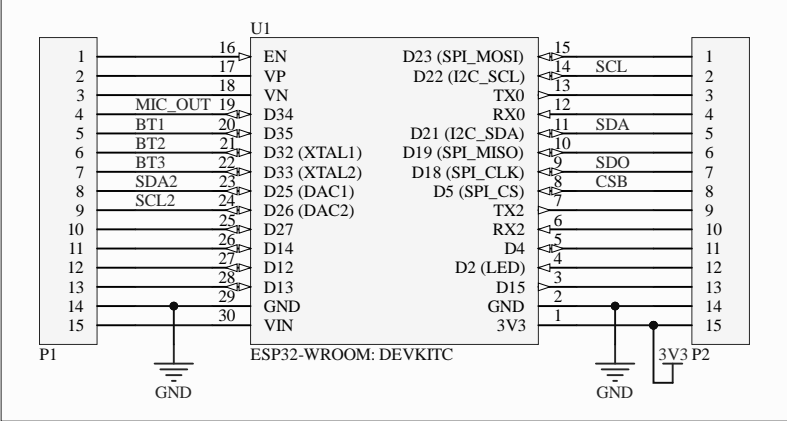 U1
1 16 EN D23 (SPI_MOSI) 15 1
2 17 VP D22 (I2C_SCL) 14 SCL 2
3 18 VN TX0 13 3
4 MIC_OUT 19 D34 RX0 12 4
5 BT1 20 D35 D21 (I2C_SDA) 11 SDA 5
6 BT2 21 D32 (XTAL1) D19 (SPI_MISO) 10 6
7 BT3 22 D33 (XTAL2) D18 (SPI_CLK) 9 SDO 7
8 SDA2 23 D25 (DAC1) D5 (SPI_CS) 8 CSB 8
9 SCL2 24 D26 (DAC2) TX2 7 9
10 25 D27 RX2 6 10
11 26 D14 D4 5 11
12 27 D12 D2 (LED) 4 12
13 28 D13 D15 3 13
14 29 GND GND 2 14
15 30 VIN 3V3 1 15
P1 ESP32-WROOM: DEVKITC 3V3 P2
GND GND